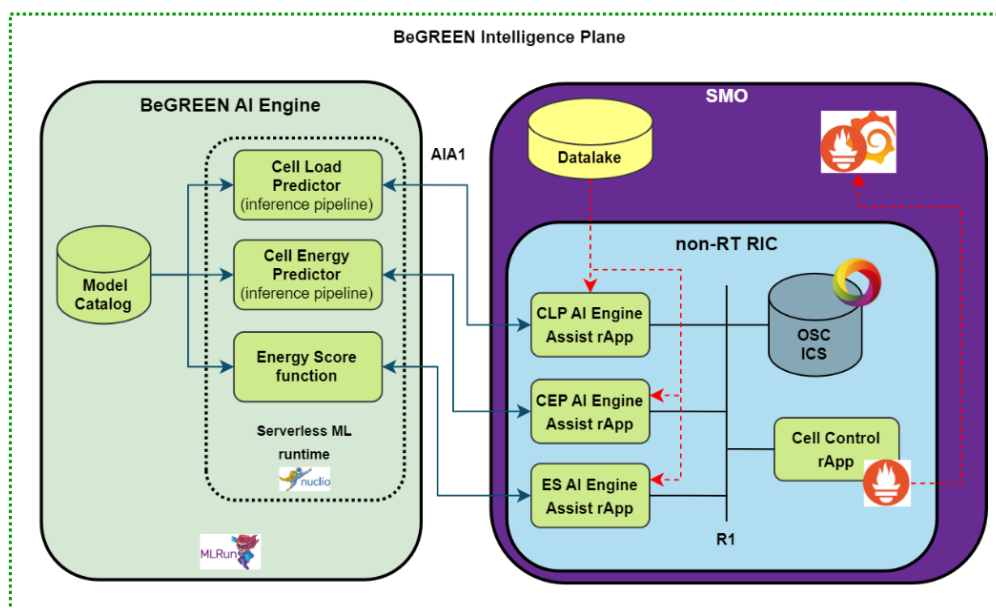 BeGREEN Intelligence Plane
BeGREEN AI Engine
Cell Load
Predictor
(inference pipeline)
Cell Energy
Predictor
(inference pipeline)
Energy Score
function
Model
Catalog
Serverless ML
runtime
nuclio
MLRun
AIA1
SMO
Datalake
non-RT RIC
CLP AI Engine
Assist rApp
CEP AI Engine
Assist rApp
ES AI Engine
Assist rApp
OSC
ICS
Cell Control
rApp
R1